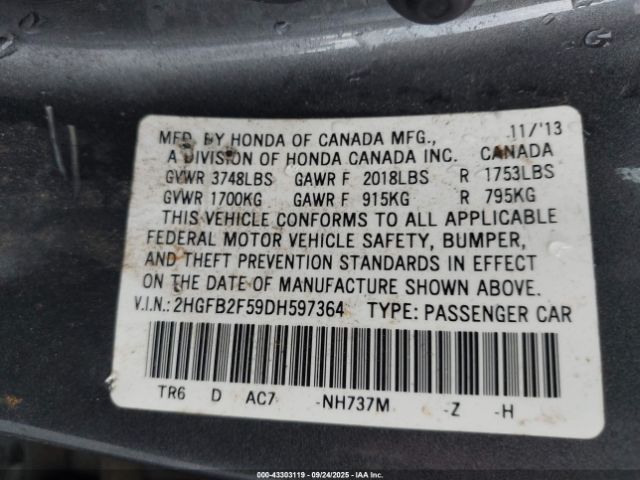 MFD. BY HONDA OF CANADA MFG., 11/'13
A DIVISION OF HONDA CANADA INC. CANADA
GVWR 3748LBS GAWR F 2018LBS R 1753LBS
GVWR 1700KG GAWR F 915KG R 795KG
THIS VEHICLE CONFORMS TO ALL APPLICABLE
FEDERAL MOTOR VEHICLE SAFETY, BUMPER,
AND THEFT PREVENTION STANDARDS IN EFFECT
ON THE DATE OF MANUFACTURE SHOWN ABOVE.
V.I.N.:2HGFB2F59DH597364 TYPE: PASSENGER CAR
TR6 D AC7 -NH737M -Z -H
© 2000 - (43303119 - 09/24/2025 - IAA, Inc.